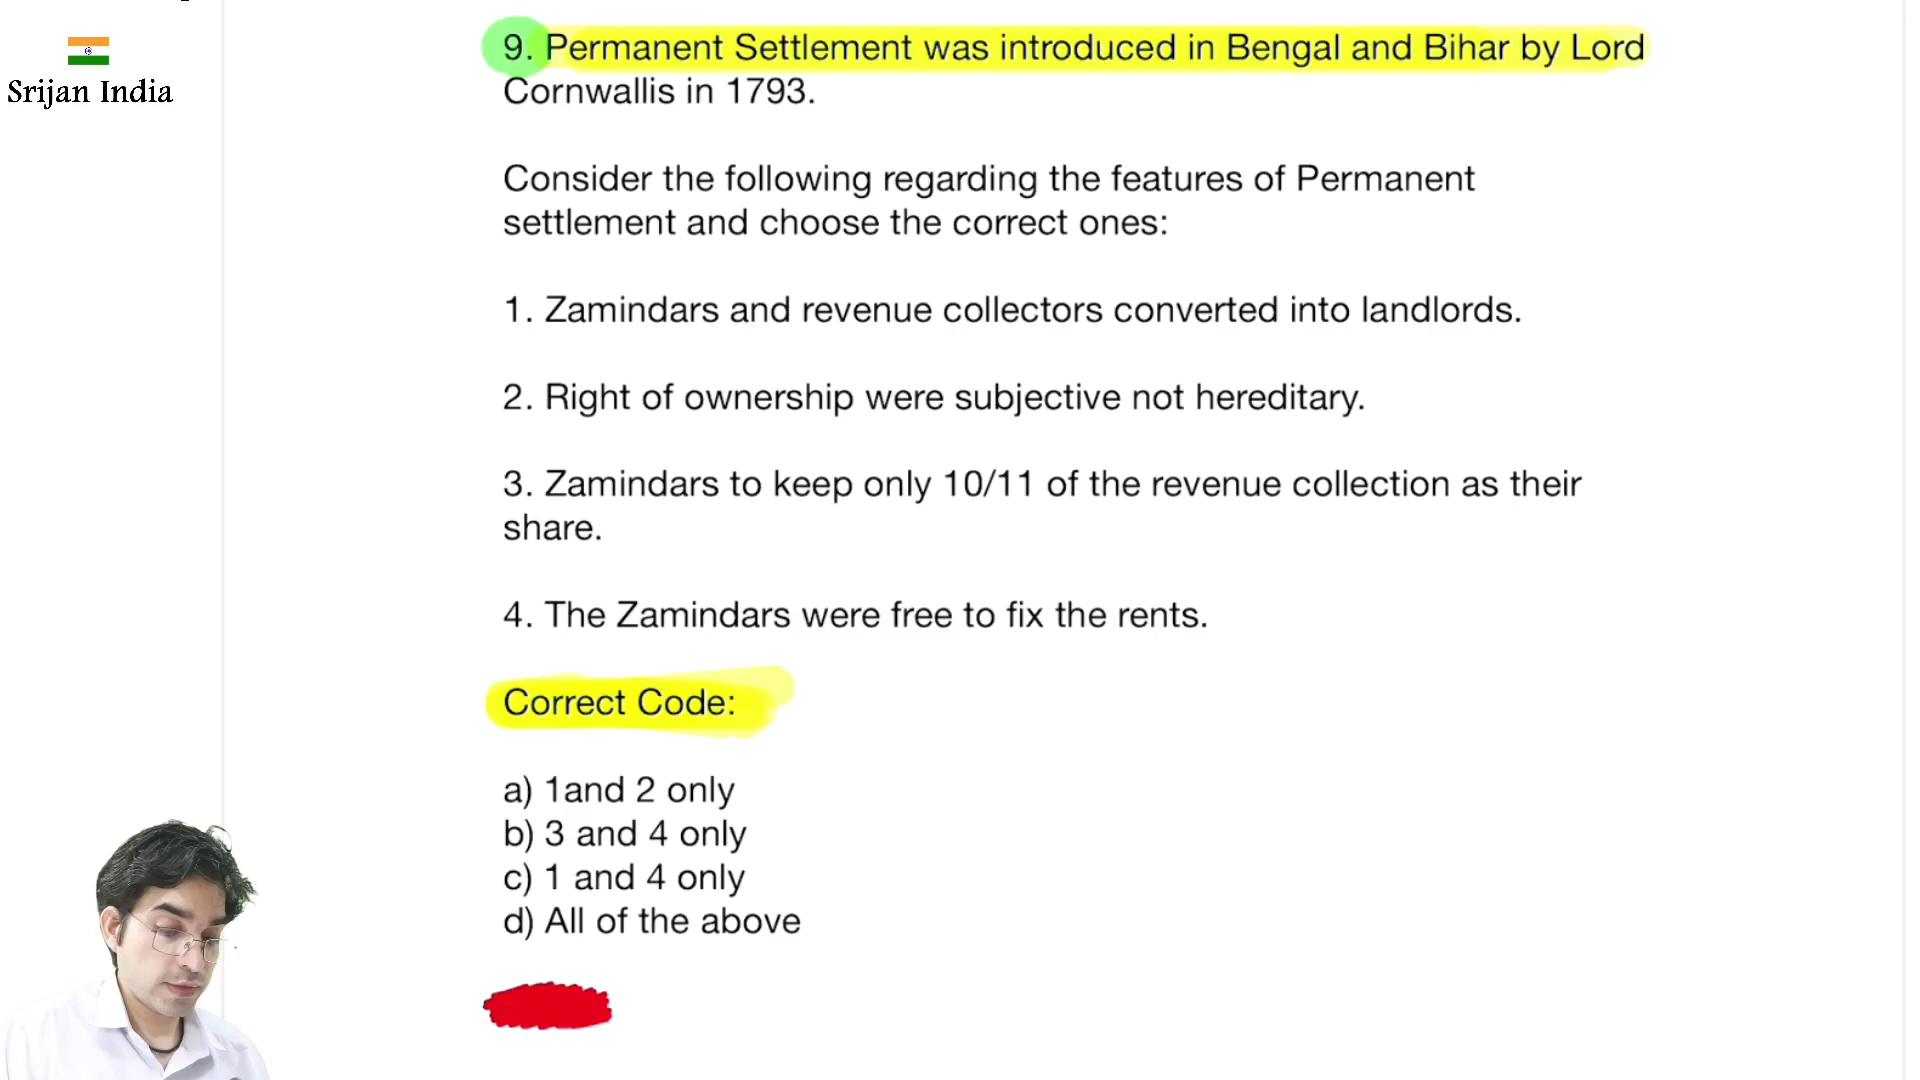 Srijan India
9. Permanent Settlement was introduced in Bengal and Bihar by Lord
Cornwallis in 1793.
Consider the following regarding the features of Permanent
settlement and choose the correct ones:
1. Zamindars and revenue collectors converted into landlords.
2. Right of ownership were subjective not hereditary.
3. Zamindars to keep only 10/11 of the revenue collection as their
share.
4. The Zamindars were free to fix the rents.
Correct Code:
a) 1and 2 only
b) 3 and 4 only
c) 1 and 4 only
d) All of the above